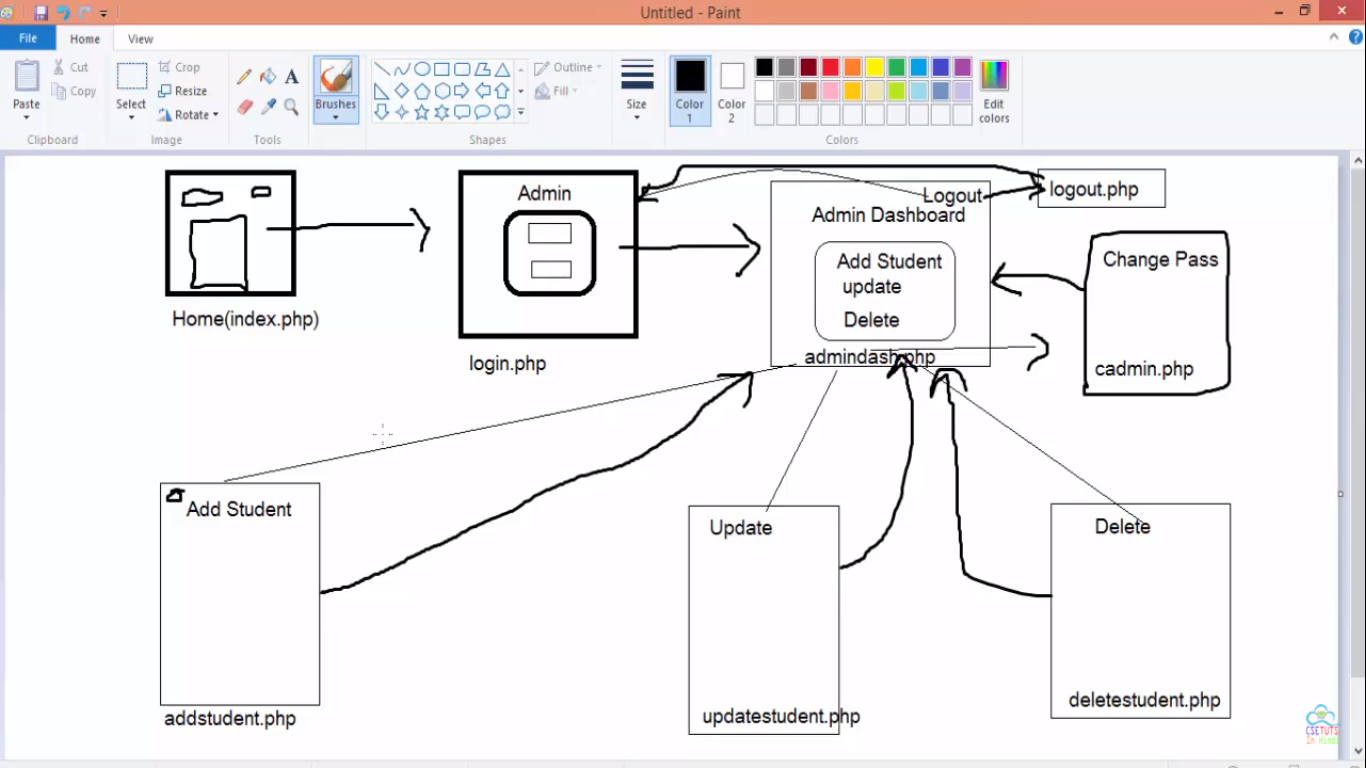 Untitled - Paint
File
Home
View
Paste
Cut
Copy
Clipboard
Select
Crop
Resize
Rotate
Image
A
Tools
Brushes
Outline
Fill
Shapes
Size
Color 1
Color 2
Edit colors
Colors
Admin
Logout
logout.php
Admin Dashboard
Add Student
update
Delete
Change Pass
Home(index.php)
login.php
admindash.php
cadmin.php
Add Student
Update
Delete
addstudent.php
updatestudent.php
deletestudent.php
CSETUTS
In Hindi